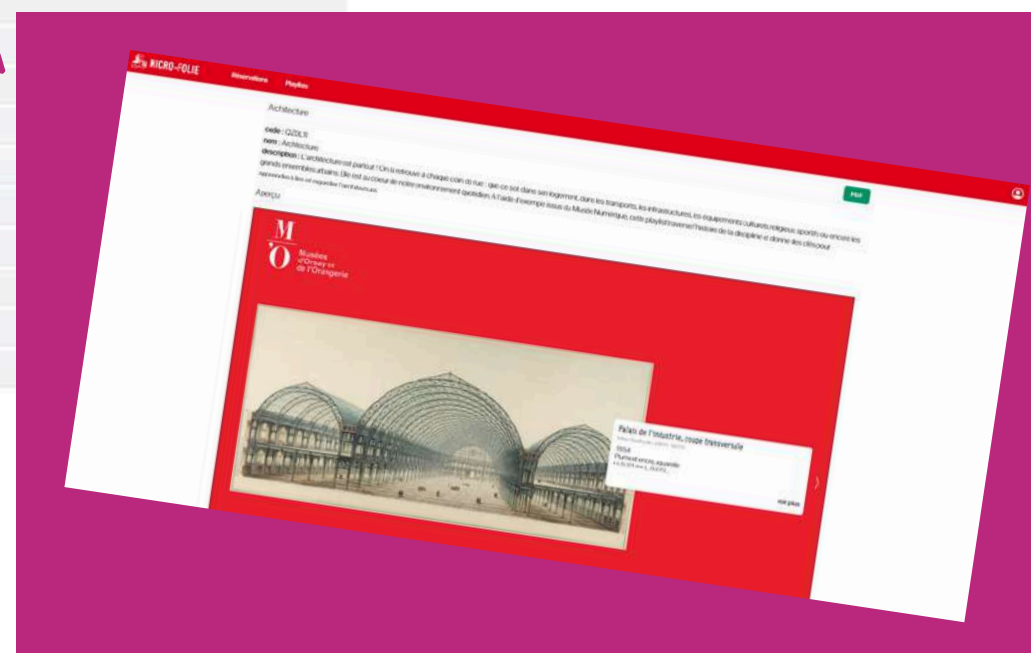 MICRO-FOLIE
Réservations Playlists
Architecture
PDF
code : QZDL11
nom : Architecture
description : L'architecture est partout ! On la retrouve à chaque coin de rue : que ce soit dans son logement, dans les transports, les infrastructures, les équipements culturels, religieux, sportifs ou encore les
grands ensembles urbains. Elle est au coeur de notre environnement quotidien. A l'aide d'exemple issus du Musée Numérique, cette playlist traverse l'histoire de la discipline et donne des clés pour
apprendre à lire et regarder l'architecture.
Aperçu
M
'O
Musées
d'Orsay et
de l'Orangerie
Palais de l'Industrie, coupe transversale
1854
Plume et encre, aquarelle
voir plus